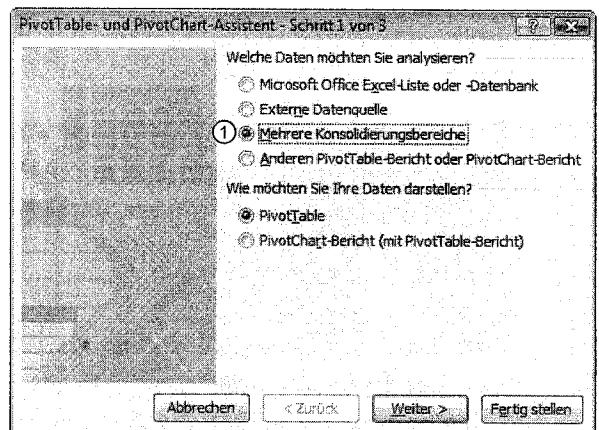 PivotTable- und PivotChart-Assistent - Schritt 1 von 3
Welche Daten möchten Sie analysieren?
Microsoft Office Excel-Liste oder -Datenbank
Externe Datenquelle
1 Mehrere Konsolidierungsbereiche
Anderen PivotTable-Bericht oder PivotChart-Bericht
Wie möchten Sie Ihre Daten darstellen?
PivotTable
PivotChart-Bericht (mit PivotTable-Bericht)
Abbrechen < Zurück Weiter > Fertig stellen